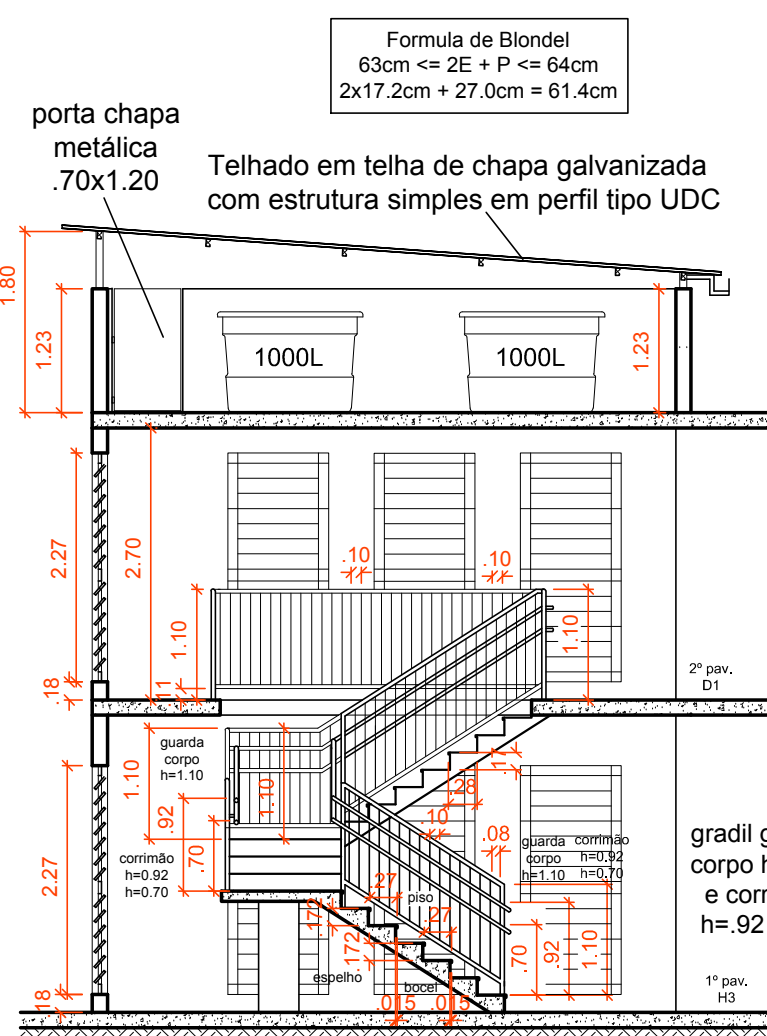 Formula de Blondel
63cm <= 2E + P <= 64cm
2x17.2cm + 27.0cm = 61.4cm
porta chapa
metálica
.70x1.20
Telhado em telha de chapa galvanizada
com estrutura simples em perfil tipo UDC
1.80
1.23
1000L
1000L
1.23
2.27
2.70
.10
.10
1.10
1.10
.18
.11
2º pav.
D1
guarda
corpo
h=1.10
1.10
1.10
.17
.28
.92
.70
corrimão
h=0.92
h=0.70
.10
.08
guarda
corpo
h=1.10
corrimão
h=0.92
h=0.70
gradil g
corpo h
e corr
h=.92
2.27
.27
piso
.27
.172
.172
.70
.92
1.10
espelho
bocel
.015
.015
18
1º pav.
H3